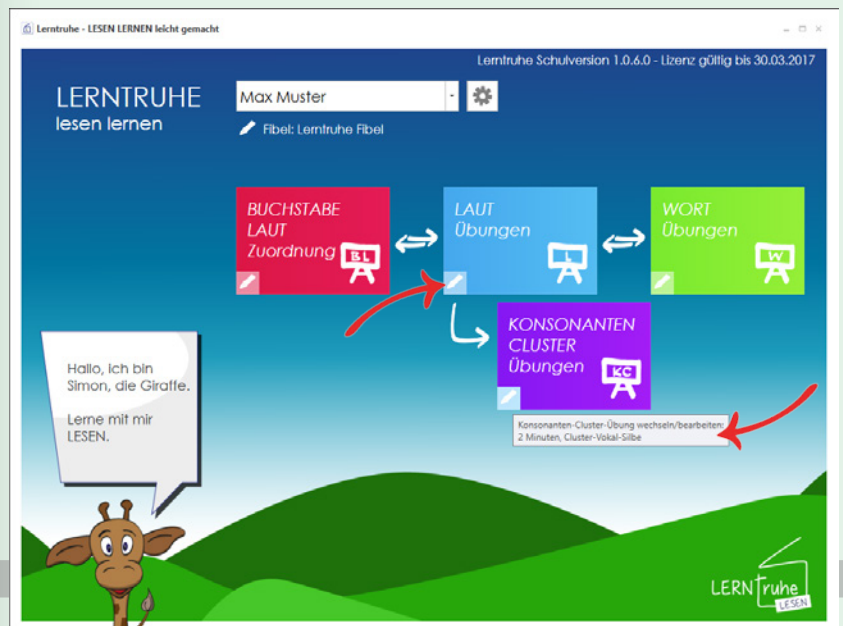 Lerntruhe - LESEN LERNEN leicht gemacht
Lerntruhe Schulversion 1.0.6.0 - Lizenz gültig bis 30.03.2017
LERNTRUHE
lesen lernen
Max Muster
Fibel: Lerntruhe Fibel
BUCHSTABE
LAUT
Zuordnung
BL
LAUT
Übungen
L
WORT
Übungen
W
KONSONANTEN
CLUSTER
Übungen
KC
Konsonanten-Cluster-Übung wechseln/bearbeiten:
2 Minuten, Cluster-Vokal-Silbe
Hallo, ich bin
Simon, die Giraffe.
Lerne mit mir
LESEN.
LERNTruhe
LESEN